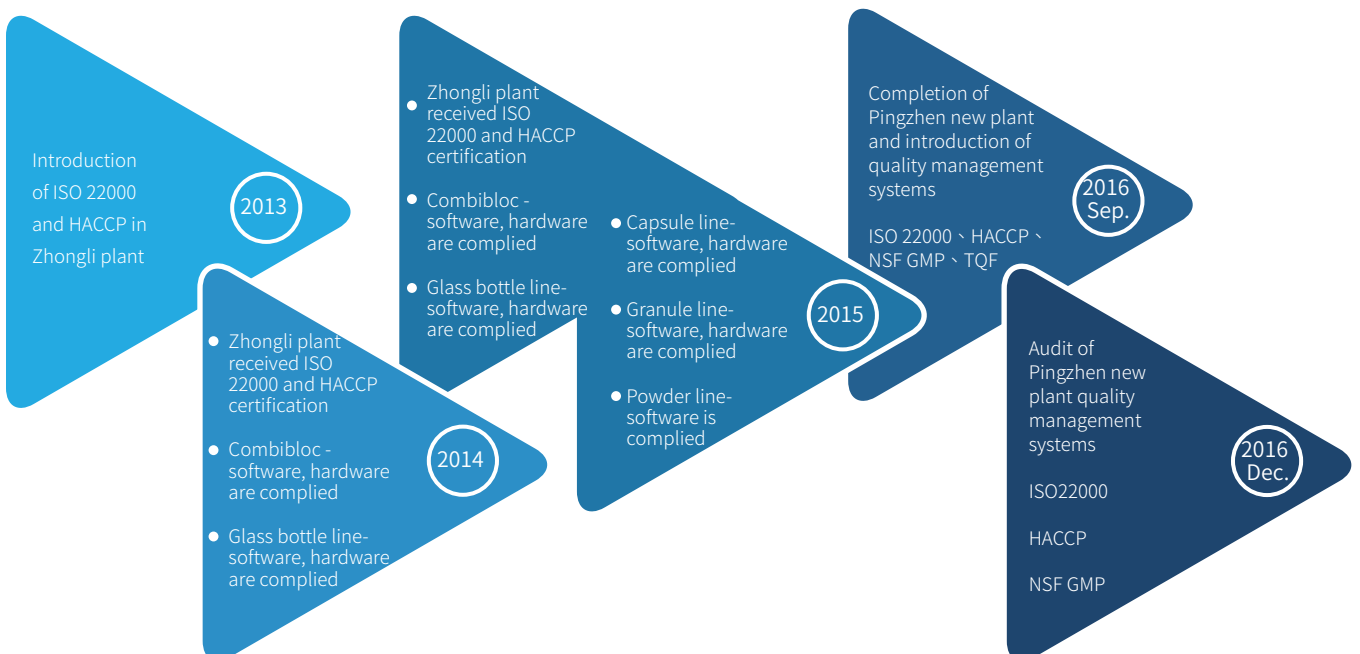 Introduction
of ISO 22000
and HACCP in
Zhongli plant
2013
Zhongli plant
received ISO
22000 and HACCP
certification
Combibloc -
software, hardware
are complied
Glass bottle line-
software, hardware
are complied
2014
Zhongli plant
received ISO
22000 and HACCP
certification
Combibloc -
software, hardware
are complied
Glass bottle line-
software, hardware
are complied
Capsule line-
software, hardware
are complied
Granule line-
software, hardware
are complied
Powder line-
software is
complied
2015
Completion of
Pingzhen new plant
and introduction of
quality management
systems
ISO 22000、HACCP、
NSF GMP、TQF
2016
Sep.
Audit of
Pingzhen new
plant quality
management
systems
ISO22000
HACCP
NSF GMP
2016
Dec.